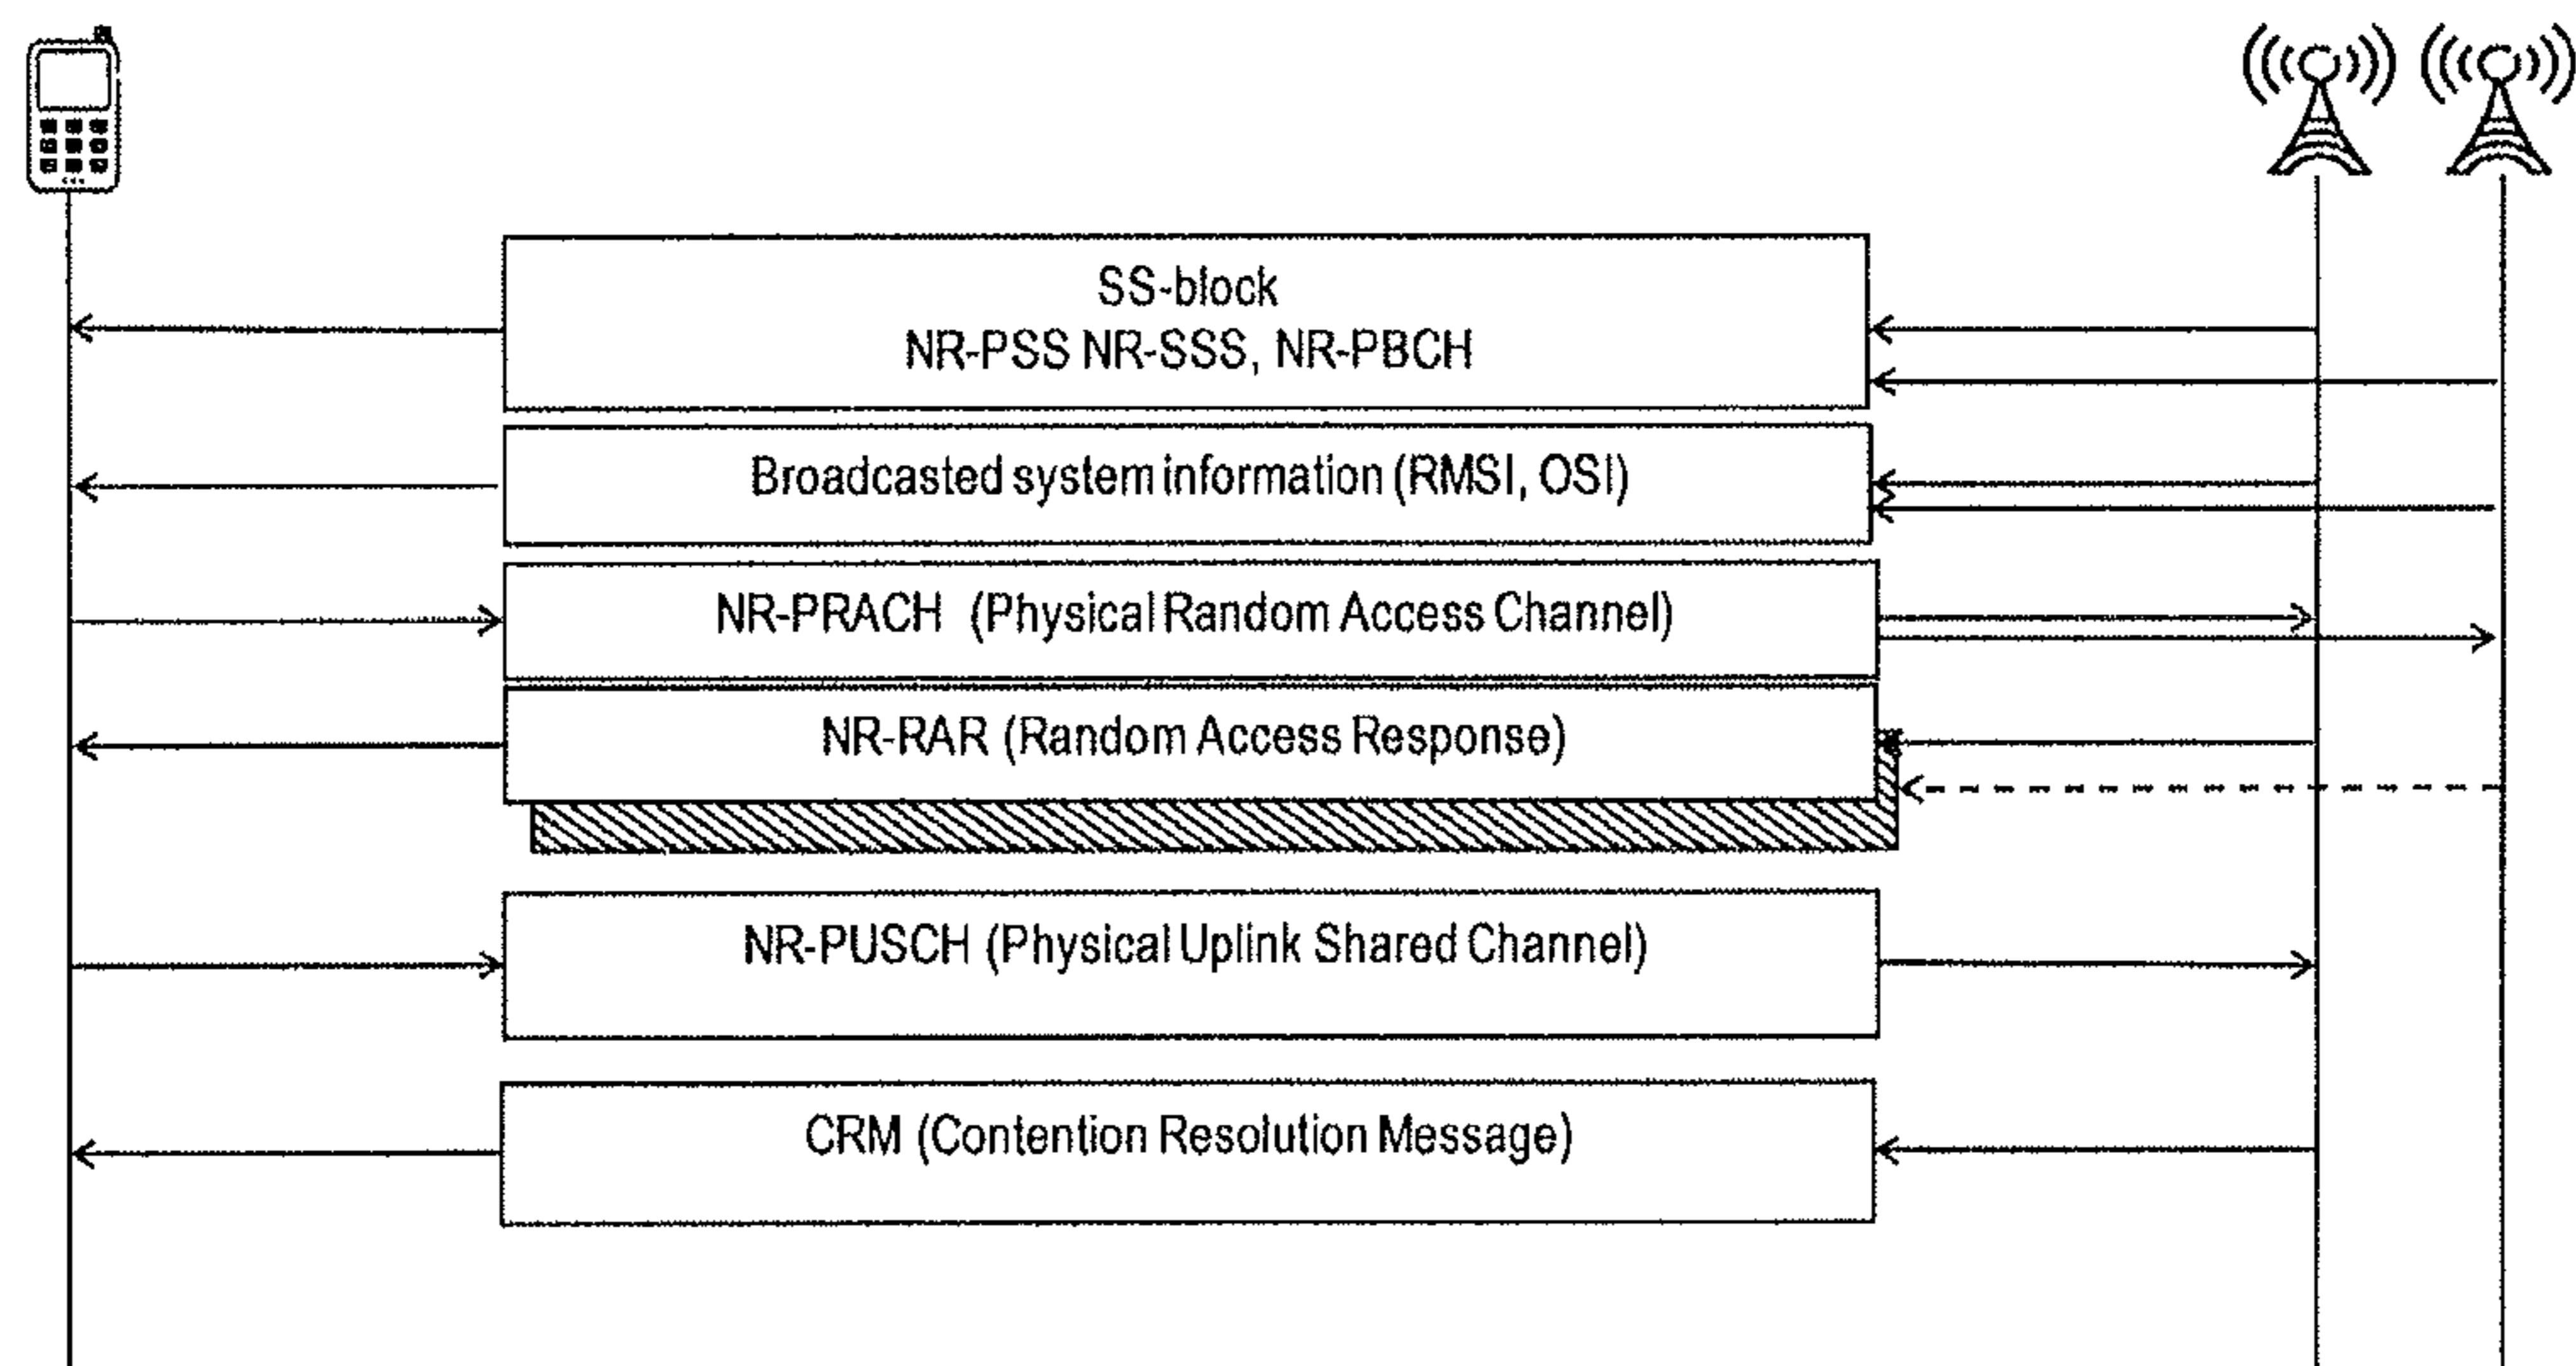 SS-block
NR-PSS NR-SSS, NR-PBCH
Broadcasted system information (RMSI, OSI)
NR-PRACH (Physical Random Access Channel)
NR-RAR (Random Access Response)
NR-PUSCH (Physical Uplink Shared Channel)
CRM (Contention Resolution Message)